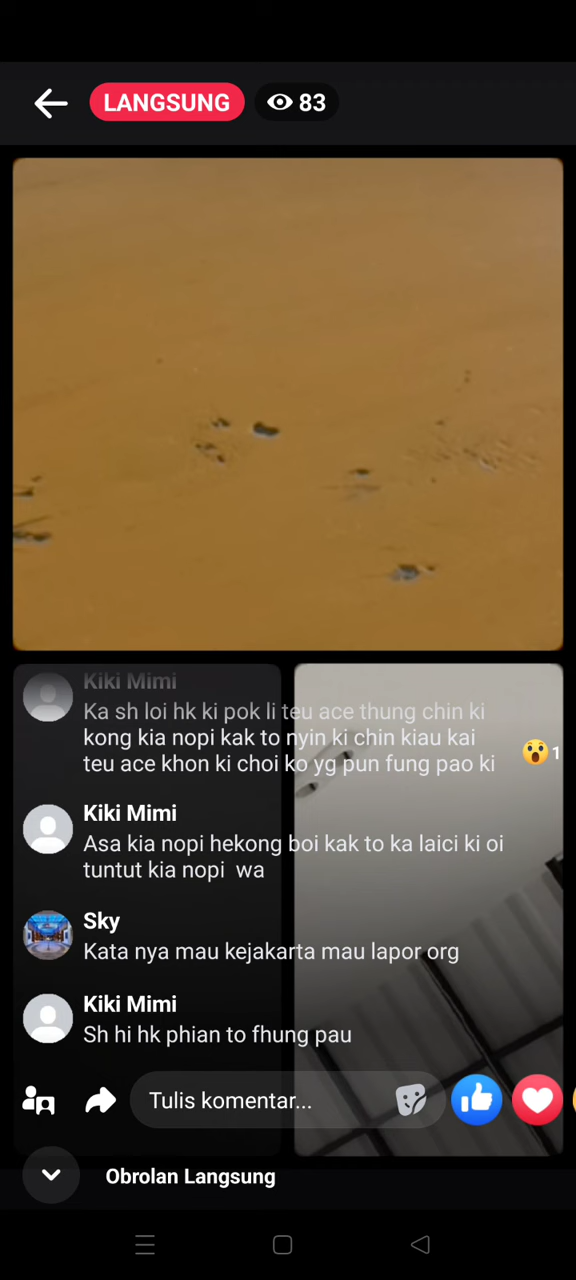 LANGSUNG
83
Kiki Mimi
Ka sh loi hk ki pok li teu ace thung chin ki
kong kia nopi kak to nyin ki chin kiau kai
teu ace khon ki choi ko yg pun fung pao ki
1
Kiki Mimi
Asa kia nopi hekong boi kak to ka laici ki oi
tuntut kia nopi  wa
Sky
Kata nya mau kejakarta mau lapor org
Kiki Mimi
Sh hi hk phian to fhung pau
Tulis komentar...
Obrolan Langsung